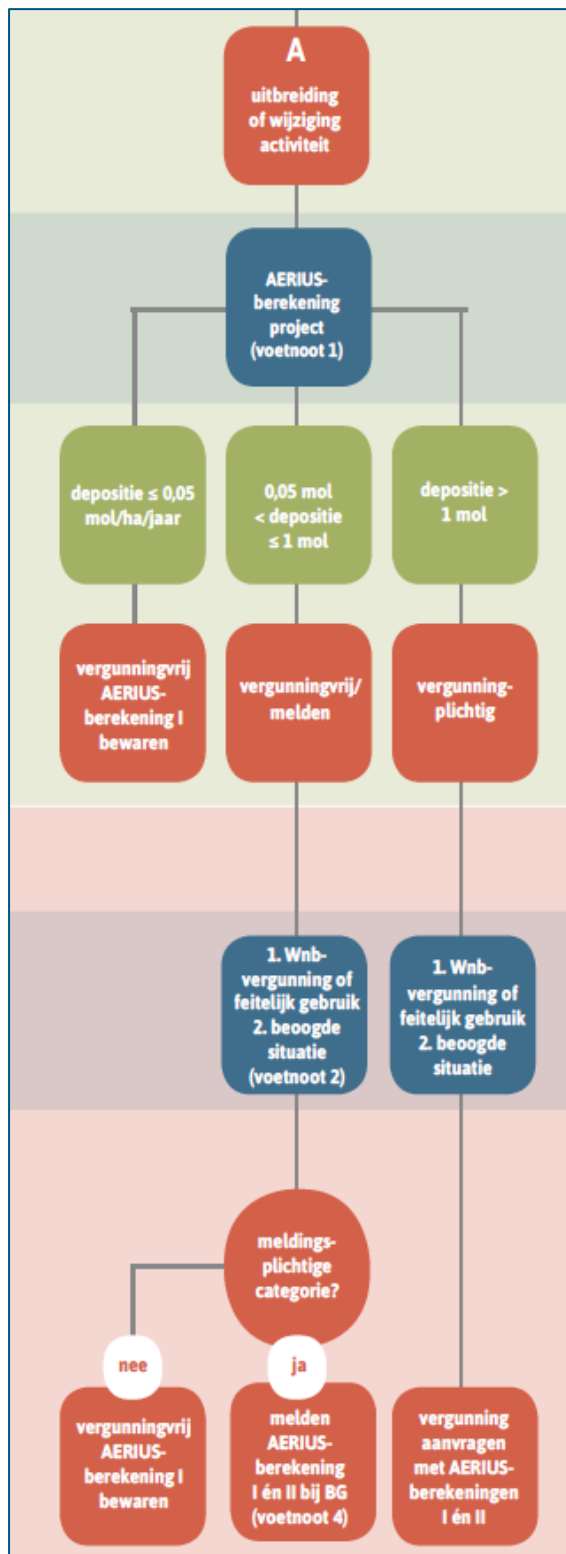 A
uitbreiding
of wijziging
activiteit
AERIUS-
berekening
project
(voetnoot 1)
depositie ≤ 0,05
mol/ha/jaar
0,05 mol
< depositie
≤ 1 mol
depositie >
1 mol
vergunningvrij
AERIUS-
berekening I
bewaren
vergunningvrij/
melden
vergunning-
plichtig
1. Wnb-
vergunning of
feitelijk gebruik
2. beoogde
situatie
(voetnoot 2)
1. Wnb-
vergunning of
feitelijk gebruik
2. beoogde
situatie
meldings-
plichtige
categorie?
nee
ja
vergunningvrij
AERIUS-
berekening I
bewaren
melden
AERIUS-
berekening
I én II bij BG
(voetnoot 4)
vergunning
aanvragen
met AERIUS-
berekeningen
I én II